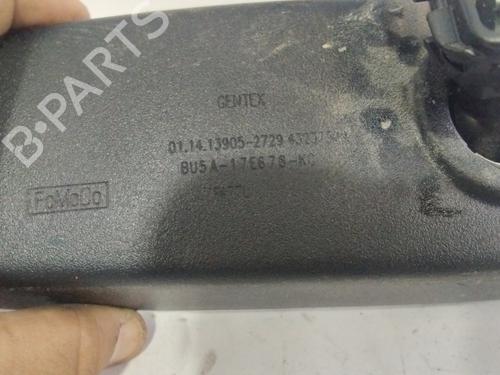 B-PARTS
GENTEX
01.14.13905-2729
BU5A-17E678-KC
FoMoCo